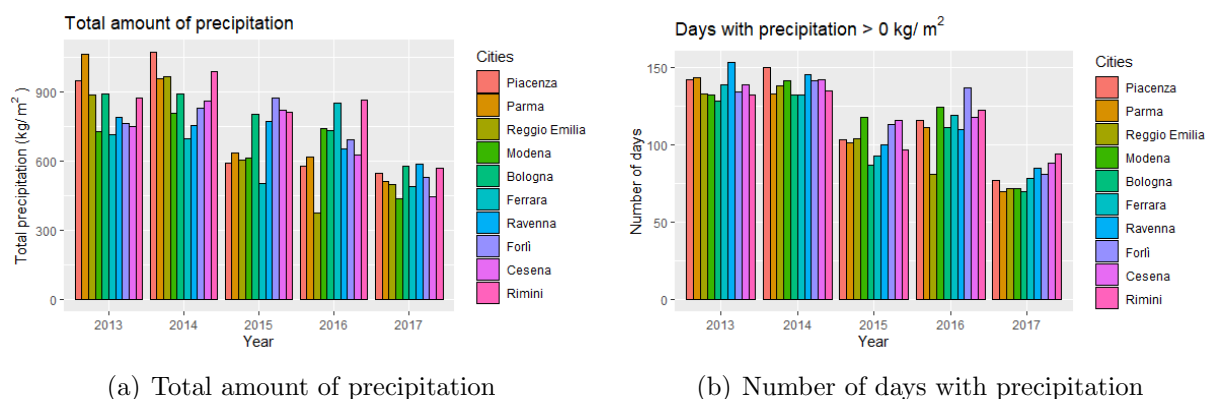 Total amount of precipitation
Total precipitation (kg/ m²)
900
600
300
0
2013 2014 2015 2016 2017
Year
Cities
Piacenza
Parma
Reggio Emilia
Modena
Bologna
Ferrara
Ravenna
Forlì
Cesena
Rimini
(a) Total amount of precipitation
Days with precipitation > 0 kg/ m²
Number of days
150
100
50
0
2013 2014 2015 2016 2017
Year
Cities
Piacenza
Parma
Reggio Emilia
Modena
Bologna
Ferrara
Ravenna
Forlì
Cesena
Rimini
(b) Number of days with precipitation